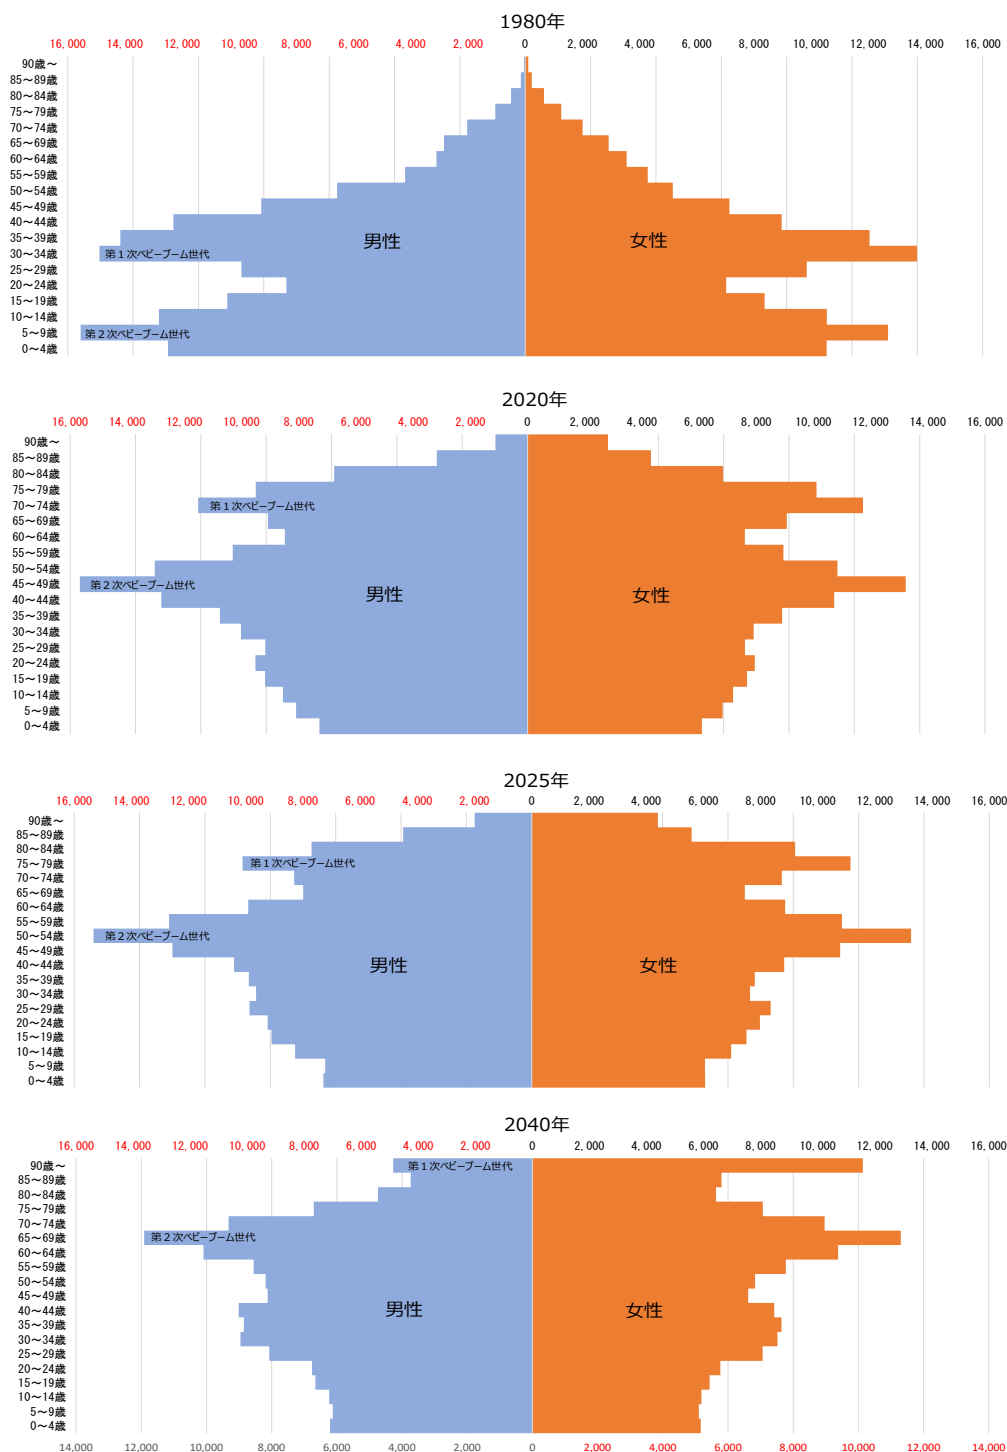 1980年
16,000 14,000 12,000 10,000 8,000 6,000 4,000 2,000 0 2,000 4,000 6,000 8,000 10,000 12,000 14,000 16,000
90歳～
85～89歳
80～84歳
75～79歳
70～74歳
65～69歳
60～64歳
55～59歳
50～54歳
45～49歳
40～44歳
35～39歳 男性 女性
30～34歳 第１次ベビーブーム世代
25～29歳
20～24歳
15～19歳
10～14歳
5～9歳 第２次ベビーブーム世代
0～4歳
2020年
16,000 14,000 12,000 10,000 8,000 6,000 4,000 2,000 0 2,000 4,000 6,000 8,000 10,000 12,000 14,000 16,000
90歳～
85～89歳
80～84歳
75～79歳
70～74歳 第１次ベビーブーム世代
65～69歳
60～64歳
55～59歳
50～54歳
45～49歳 第２次ベビーブーム世代
40～44歳 男性 女性
35～39歳
30～34歳
25～29歳
20～24歳
15～19歳
10～14歳
5～9歳
0～4歳
2025年
16,000 14,000 12,000 10,000 8,000 6,000 4,000 2,000 0 2,000 4,000 6,000 8,000 10,000 12,000 14,000 16,000
90歳～
85～89歳
80～84歳
75～79歳 第１次ベビーブーム世代
70～74歳
65～69歳
60～64歳
55～59歳
50～54歳 第２次ベビーブーム世代
45～49歳
40～44歳 男性 女性
35～39歳
30～34歳
25～29歳
20～24歳
15～19歳
10～14歳
5～9歳
0～4歳
2040年
16,000 14,000 12,000 10,000 8,000 6,000 4,000 2,000 0 2,000 4,000 6,000 8,000 10,000 12,000 14,000 16,000
90歳～ 第１次ベビーブーム世代
85～89歳
80～84歳
75～79歳
70～74歳
65～69歳 第２次ベビーブーム世代
60～64歳
55～59歳
50～54歳
45～49歳
40～44歳 男性 女性
35～39歳
30～34歳
25～29歳
20～24歳
15～19歳
10～14歳
5～9歳
0～4歳
14,000 12,000 10,000 8,000 6,000 4,000 2,000 0 2,000 4,000 6,000 8,000 10,000 12,000 14,000